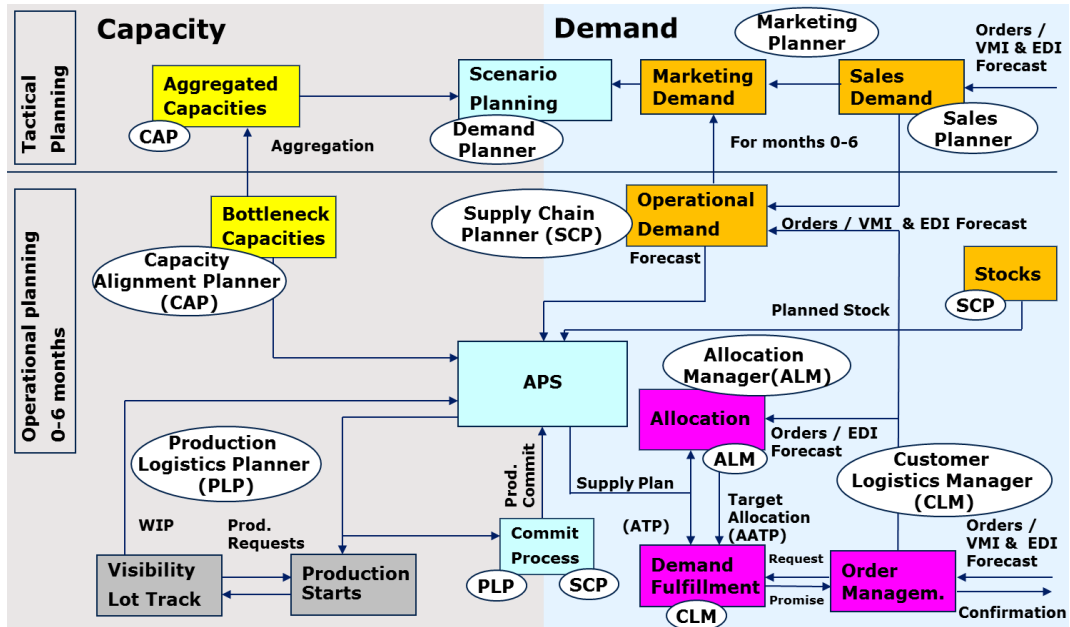 Capacity
Demand
Tactical
Planning
Marketing
Planner
Orders /
VMI & EDI
Forecast
Aggregated
Capacities
CAP
Scenario
Planning
Demand
Planner
Marketing
Demand
Sales
Demand
Sales
Planner
Aggregation
For months 0-6
Operational planning
0-6 months
Bottleneck
Capacities
Capacity
Alignment Planner
(CAP)
Supply Chain
Planner (SCP)
Operational
Demand
Orders / VMI & EDI Forecast
Forecast
Stocks
SCP
Planned Stock
APS
Allocation
Manager(ALM)
Allocation
ALM
Orders / EDI
Forecast
Production
Logistics Planner
(PLP)
Customer
Logistics Manager
(CLM)
Prod.
Commit
Supply Plan
(ATP)
Target
Allocation
(AATP)
WIP
Prod.
Requests
Commit
Process
PLP
SCP
Visibility
Lot Track
Production
Starts
Demand
Fulfillment
CLM
Request
Promise
Order
Managem.
Orders/
VMI & EDI
Forecast
Confirmation